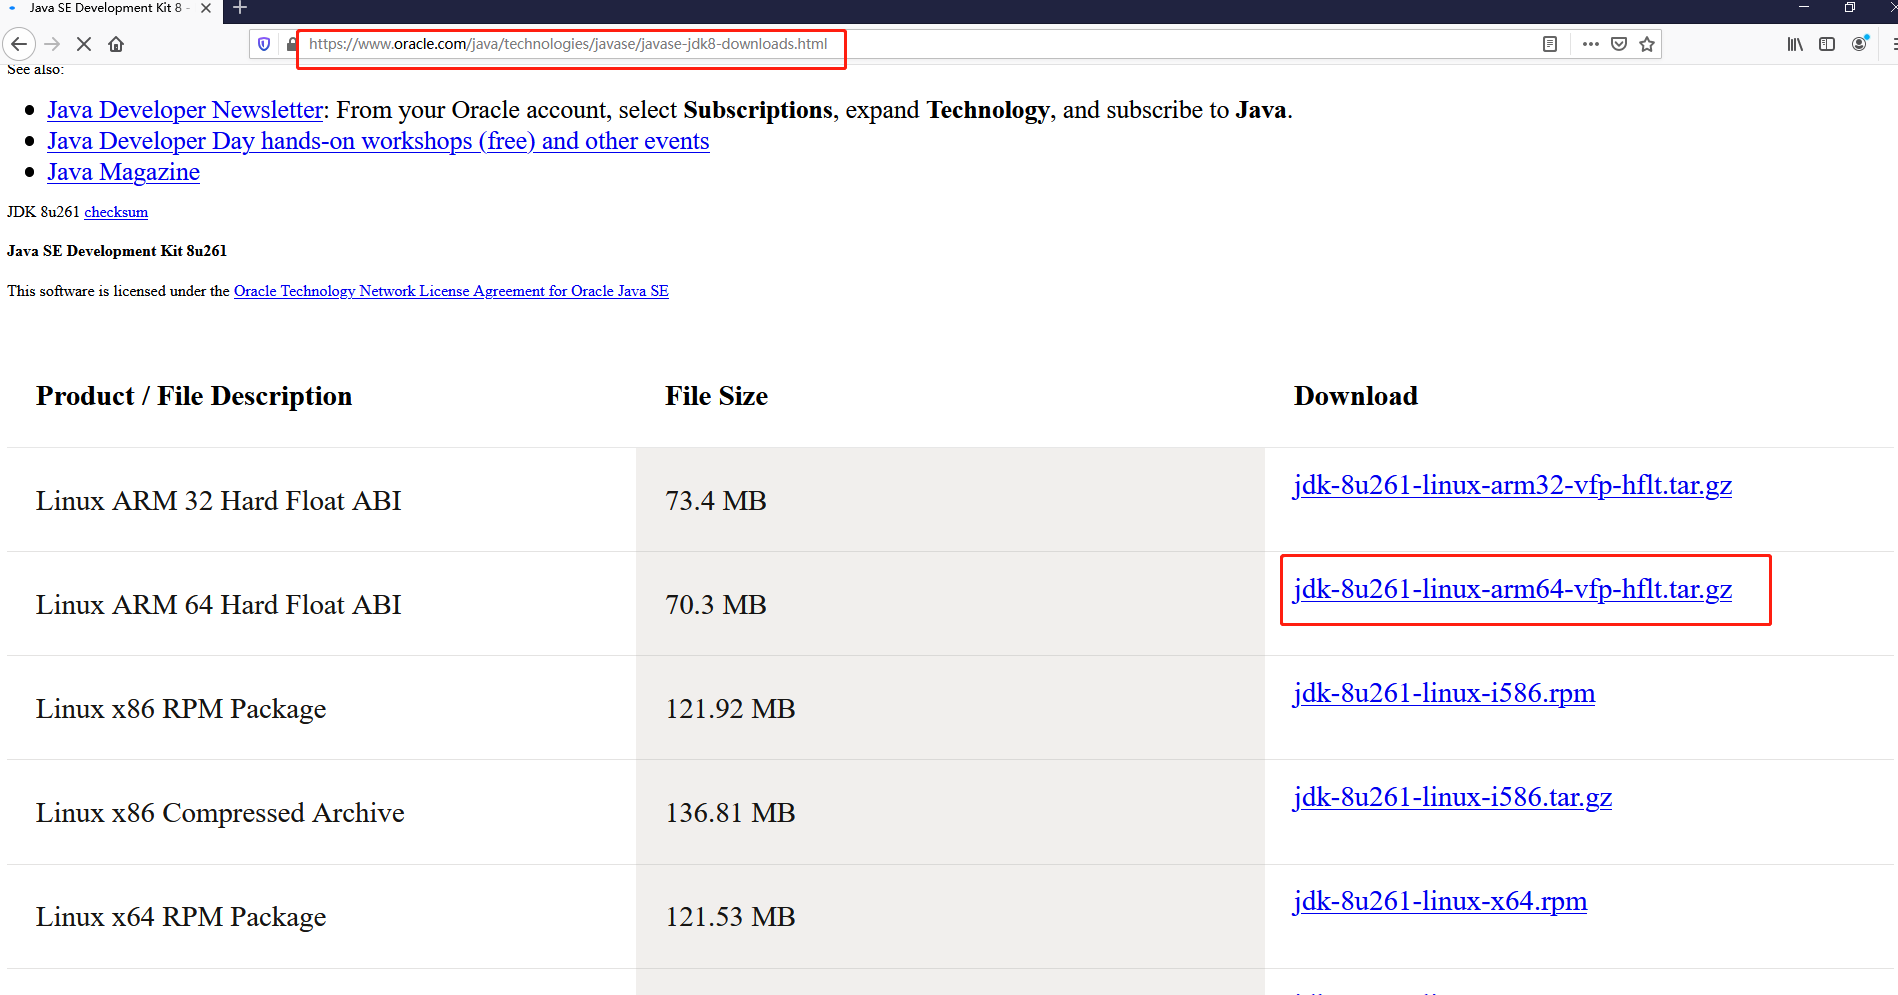 Java SE Development Kit 8 -
https://www.oracle.com/java/technologies/javase/javase-jdk8-downloads.html
See also:
Java Developer Newsletter: From your Oracle account, select Subscriptions, expand Technology, and subscribe to Java.
Java Developer Day hands-on workshops (free) and other events
Java Magazine
JDK 8u261 checksum
Java SE Development Kit 8u261
This software is licensed under the Oracle Technology Network License Agreement for Oracle Java SE
Product / File Description File Size Download
Linux ARM 32 Hard Float ABI 73.4 MB jdk-8u261-linux-arm32-vfp-hflt.tar.gz
Linux ARM 64 Hard Float ABI 70.3 MB jdk-8u261-linux-arm64-vfp-hflt.tar.gz
Linux x86 RPM Package 121.92 MB jdk-8u261-linux-i586.rpm
Linux x86 Compressed Archive 136.81 MB jdk-8u261-linux-i586.tar.gz
Linux x64 RPM Package 121.53 MB jdk-8u261-linux-x64.rpm